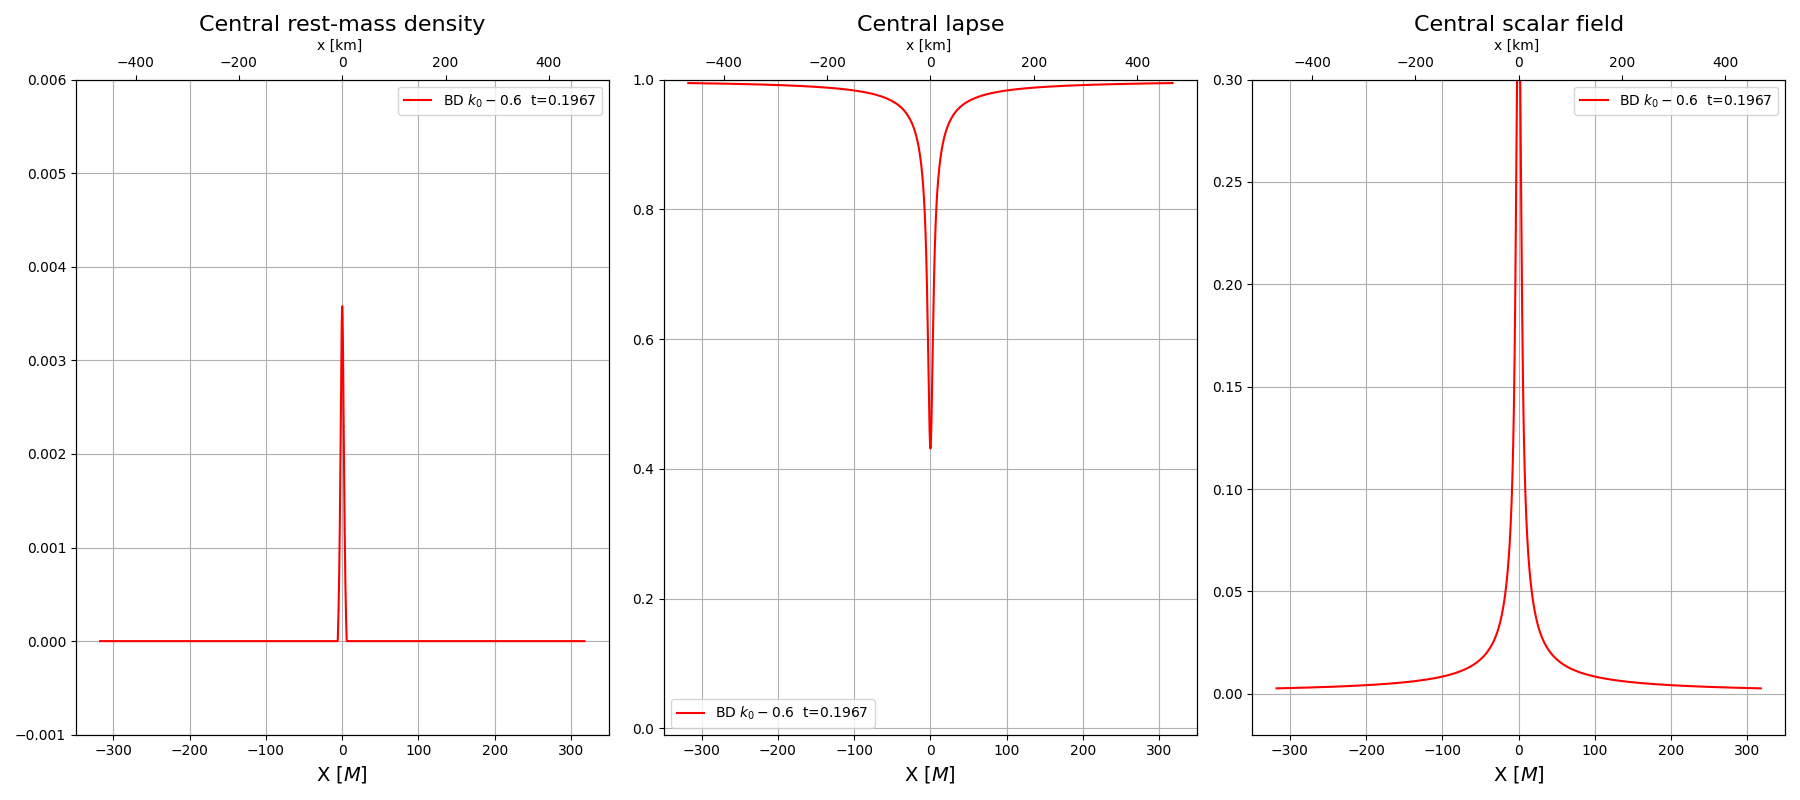 Central rest-mass density
x [km]
−400 −200 0 200 400
0.006
0.005
0.004
0.003
0.002
0.001
0.000
−0.001
BD k₀ − 0.6 t=0.1967
−300 −200 −100 0 100 200 300
X [M]
Central lapse
x [km]
−400 −200 0 200 400
1.0
0.8
0.6
0.4
0.2
0.0
BD k₀ − 0.6 t=0.1967
−300 −200 −100 0 100 200 300
X [M]
Central scalar field
x [km]
−400 −200 0 200 400
0.30
0.25
0.20
0.15
0.10
0.05
0.00
BD k₀ − 0.6 t=0.1967
−300 −200 −100 0 100 200 300
X [M]